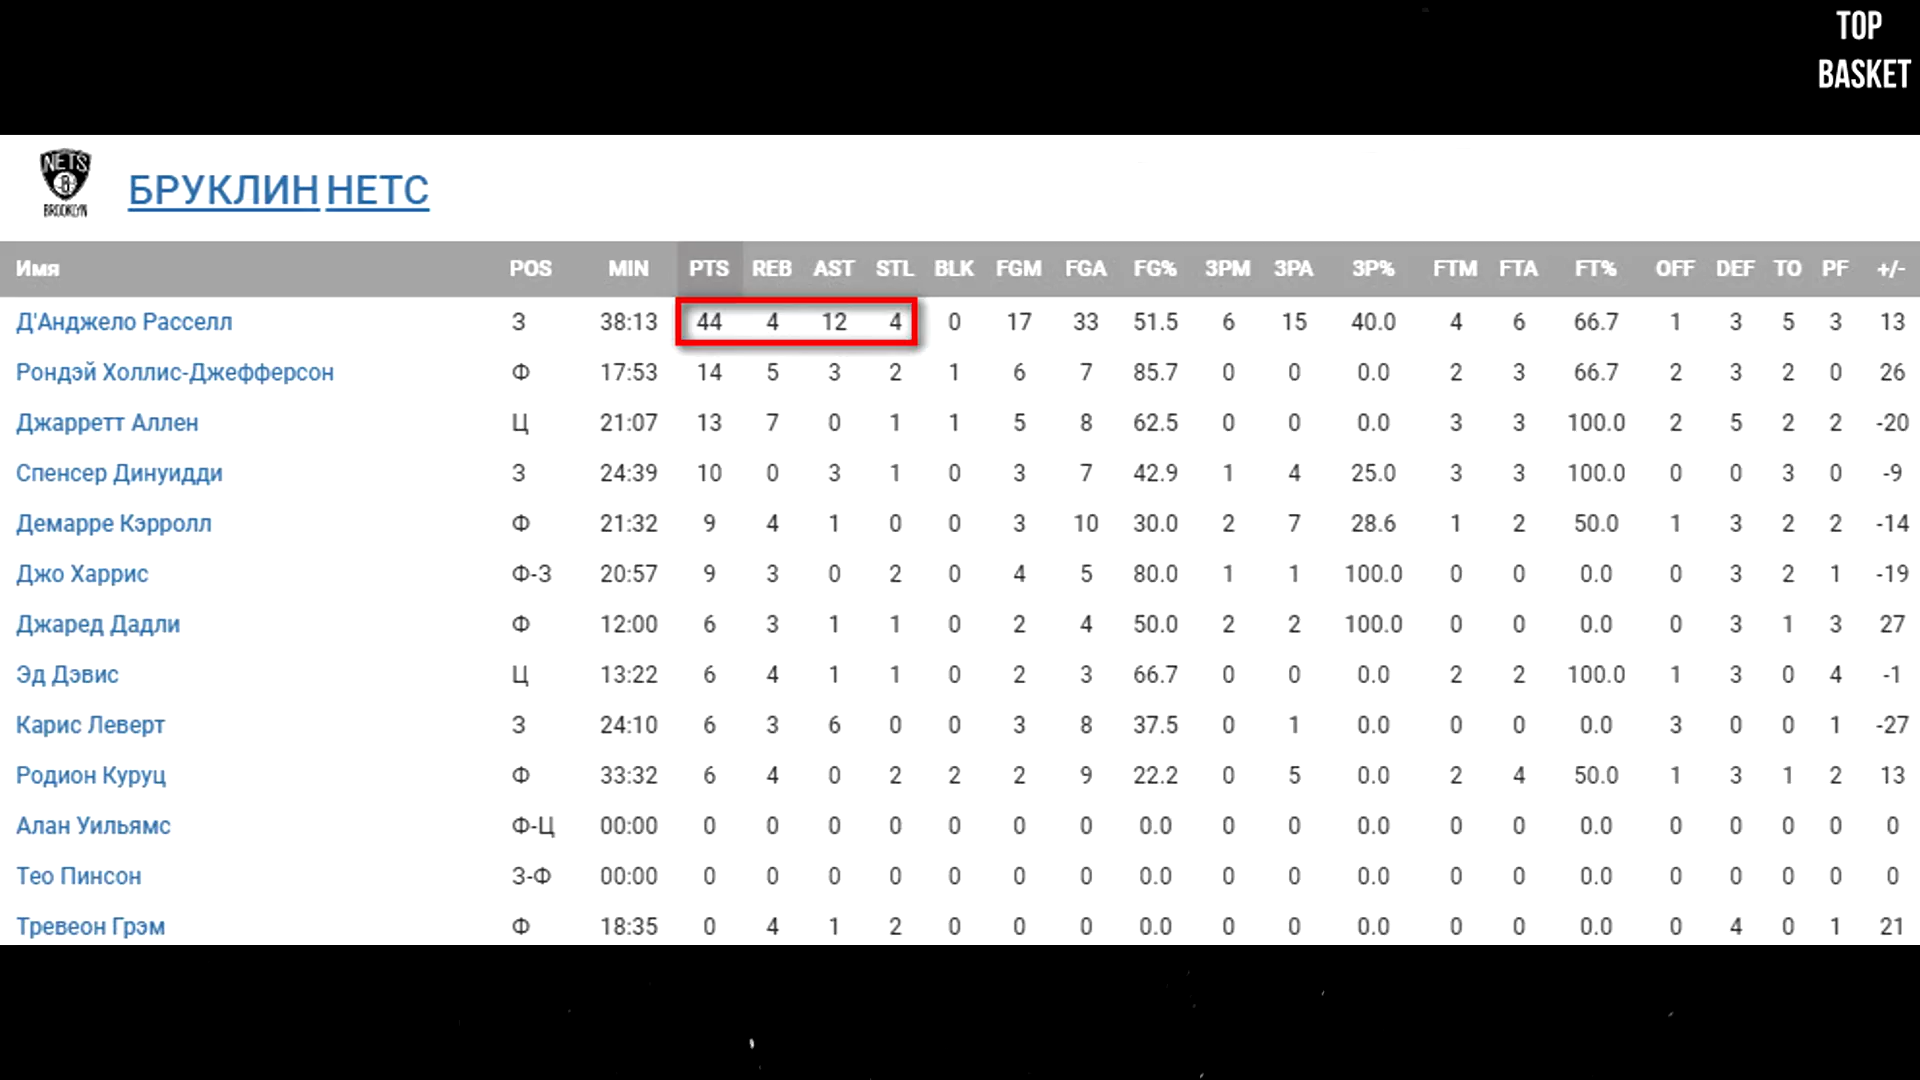 TOP
BASKET
NETS
B
BROOKLYN
БРУКЛИН НЕТС
Имя POS MIN PTS REB AST STL BLK FGM FGA FG% 3PM 3PA 3P% FTM FTA FT% OFF DEF TO PF +/-
Д'Анджело Расселл З 38:13 44 4 12 4 0 17 33 51.5 6 15 40.0 4 6 66.7 1 3 5 3 13
Рондэй Холлис-Джефферсон Ф 17:53 14 5 3 2 1 6 7 85.7 0 0 0.0 2 3 66.7 2 3 2 0 26
Джарретт Аллен Ц 21:07 13 7 0 1 1 5 8 62.5 0 0 0.0 3 3 100.0 2 5 2 2 -20
Спенсер Динуидди З 24:39 10 0 3 1 0 3 7 42.9 1 4 25.0 3 3 100.0 0 0 3 0 -9
Демарре Кэрролл Ф 21:32 9 4 1 0 0 3 10 30.0 2 7 28.6 1 2 50.0 1 3 2 2 -14
Джо Харрис Ф-З 20:57 9 3 0 2 0 4 5 80.0 1 1 100.0 0 0 0.0 0 3 2 1 -19
Джаред Дадли Ф 12:00 6 3 1 1 0 2 4 50.0 2 2 100.0 0 0 0.0 0 3 1 3 27
Эд Дэвис Ц 13:22 6 4 1 1 0 2 3 66.7 0 0 0.0 2 2 100.0 1 3 0 4 -1
Карис Леверт З 24:10 6 3 6 0 0 3 8 37.5 0 1 0.0 0 0 0.0 3 0 0 1 -27
Родион Куруц Ф 33:32 6 4 0 2 2 2 9 22.2 0 5 0.0 2 4 50.0 1 3 1 2 13
Алан Уильямс Ф-Ц 00:00 0 0 0 0 0 0 0 0.0 0 0 0.0 0 0 0.0 0 0 0 0 0
Тео Пинсон З-Ф 00:00 0 0 0 0 0 0 0 0.0 0 0 0.0 0 0 0.0 0 0 0 0 0
Тревеон Грэм Ф 18:35 0 4 1 2 0 0 0 0.0 0 0 0.0 0 0 0.0 0 4 0 1 21